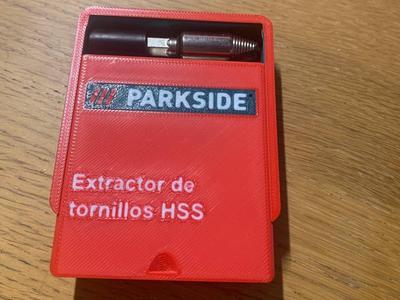 PARKSIDE
Extractor de
tornillos HSS